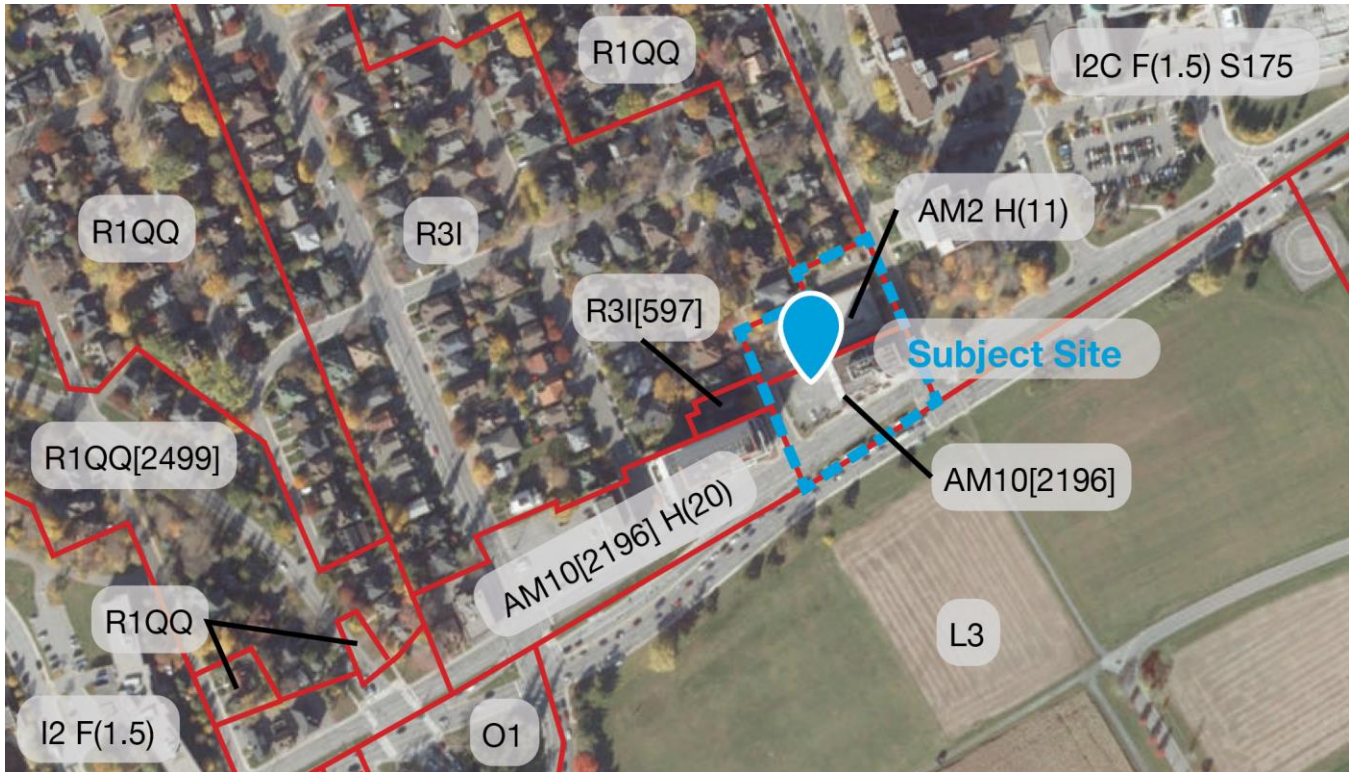 R1QQ
I2C F(1.5) S175
R1QQ
R3I
AM2 H(11)
R3I[597]
Subject Site
R1QQ[2499]
AM10[2196]
AM10[2196] H(20)
R1QQ
L3
I2 F(1.5)
O1